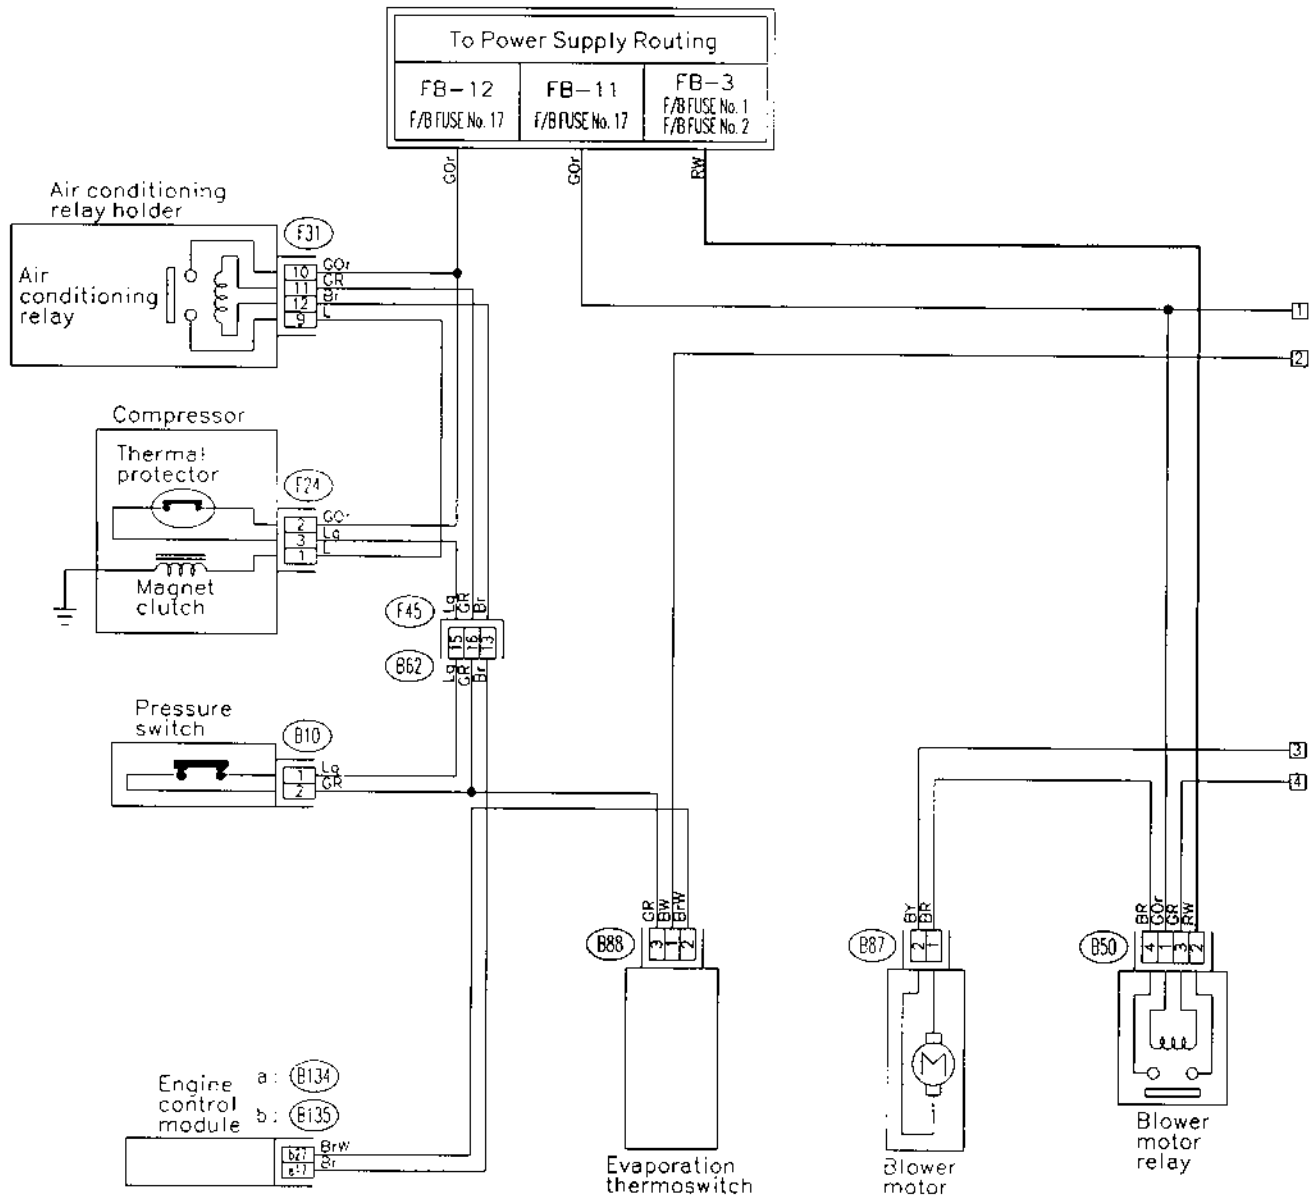 To Power Supply Routing
FB-12
F/B FUSE No. 17
FB-11
F/B FUSE No. 17
FB-3
F/B FUSE No. 1
F/B FUSE No. 2
GOr
GOr
RW
Air conditioning
relay holder
F31
Air
conditioning
relay
10
GOr
11
GR
12
Br
9
L
1
2
Compressor
Thermal
protector
F24
2
GOr
3
Lg
1
L
Magnet
clutch
F45
Lg
GR
Br
15
16
13
B62
Lg
GR
Br
Pressure
switch
B10
1
Lg
2
GR
3
4
GR
BW
BrW
B88
3
1
2
BY
BR
B87
2
1
BR
GOr
GR
RW
B50
4
1
3
2
M
Engine
control
module
a: B134
b: B135
b27
BrW
Br
Evaporation
thermoswitch
Blower
motor
Blower
motor
relay